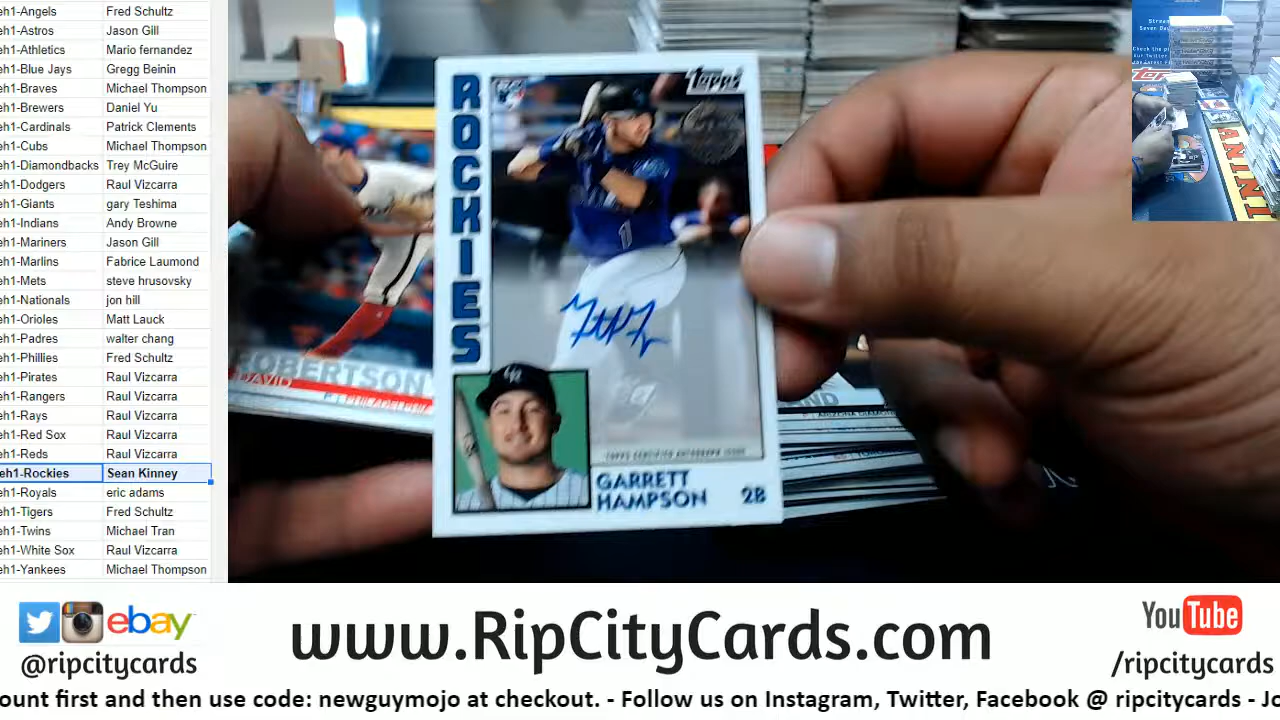 eh1-Angels Fred Schultz
eh1-Astros Jason Gill
eh1-Athletics Mario fernandez
eh1-Blue Jays Gregg Beinin
eh1-Braves Michael Thompson
eh1-Brewers Daniel Yu
eh1-Cardinals Patrick Clements
eh1-Cubs Michael Thompson
eh1-Diamondbacks Trey McGuire
eh1-Dodgers Raul Vizcarra
eh1-Giants gary Teshima
eh1-Indians Andy Browne
eh1-Mariners Jason Gill
eh1-Marlins Fabrice Laumond
eh1-Mets steve hrusovsky
eh1-Nationals jon hill
eh1-Orioles Matt Lauck
eh1-Padres walter chang
eh1-Phillies Fred Schultz
eh1-Pirates Raul Vizcarra
eh1-Rangers Raul Vizcarra
eh1-Rays Raul Vizcarra
eh1-Red Sox Raul Vizcarra
eh1-Reds Raul Vizcarra
eh1-Rockies Sean Kinney
eh1-Royals eric adams
eh1-Tigers Fred Schultz
eh1-Twins Michael Tran
eh1-White Sox Raul Vizcarra
eh1-Yankees Michael Thompson
ROCKIES
Topps
1
TOPPS CERTIFIED AUTOGRAPH ISSUE
GARRETT
HAMPSON 2B
ROBERTSON
DAVID
PANINI
ebay
@ripcitycards
www.RipCityCards.com
YouTube
/ripcitycards
ount first and then use code: newguymojo at checkout. - Follow us on Instagram, Twitter, Facebook @ ripcitycards - Jo